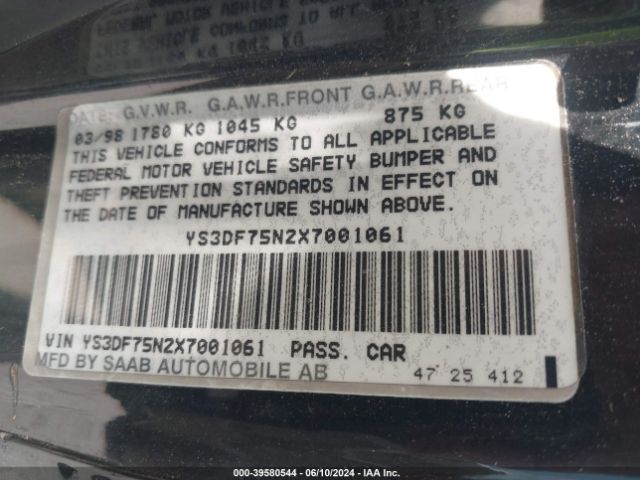 DATE G.V.W.R. G.A.W.R.FRONT G.A.W.R.REAR
03/98 1780 KG 1045 KG 875 KG
THIS VEHICLE CONFORMS TO ALL APPLICABLE
FEDERAL MOTOR VEHICLE SAFETY BUMPER AND
THEFT PREVENTION STANDARDS IN EFFECT ON
THE DATE OF MANUFACTURE SHOWN ABOVE.
YS3DF75N2X7001061
VIN YS3DF75N2X7001061 PASS. CAR
MFD BY SAAB AUTOMOBILE AB 47 25 412
000-39580544 - 06/10/2024 - IAA Inc.